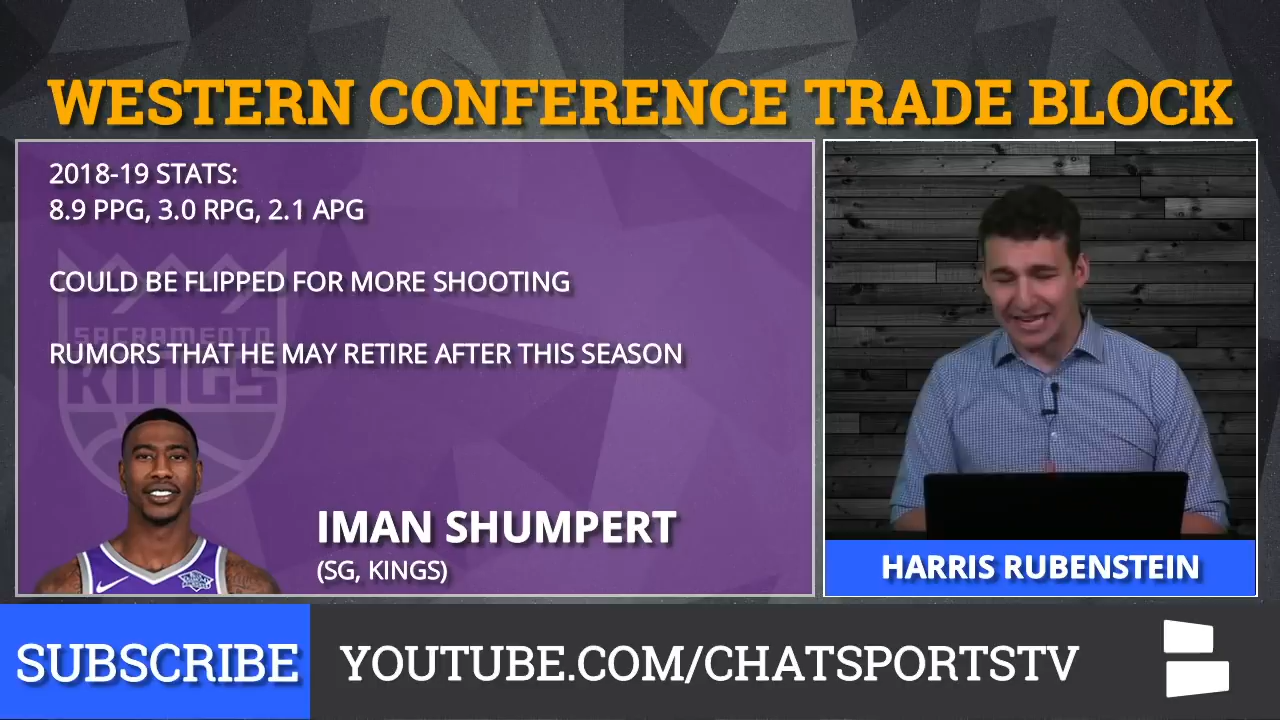 WESTERN CONFERENCE TRADE BLOCK
2018-19 STATS:
8.9 PPG, 3.0 RPG, 2.1 APG
COULD BE FLIPPED FOR MORE SHOOTING
SACRAMENTO
RUMORS THAT HE MAY RETIRE AFTER THIS SEASON
KINGS
IMAN SHUMPERT
(SG, KINGS)
HARRIS RUBENSTEIN
SUBSCRIBE
YOUTUBE.COM/CHATSPORTSTV